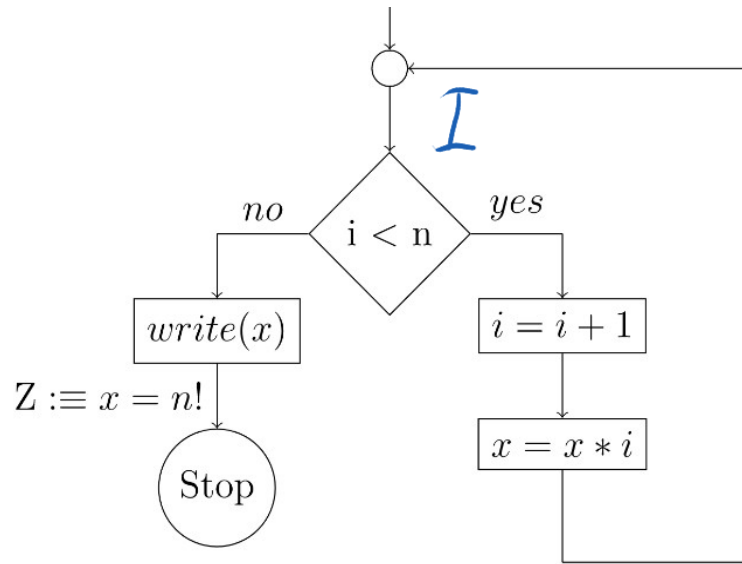 I
i < n
no
yes
write(x)
i = i + 1
Z :≡ x = n!
x = x * i
Stop